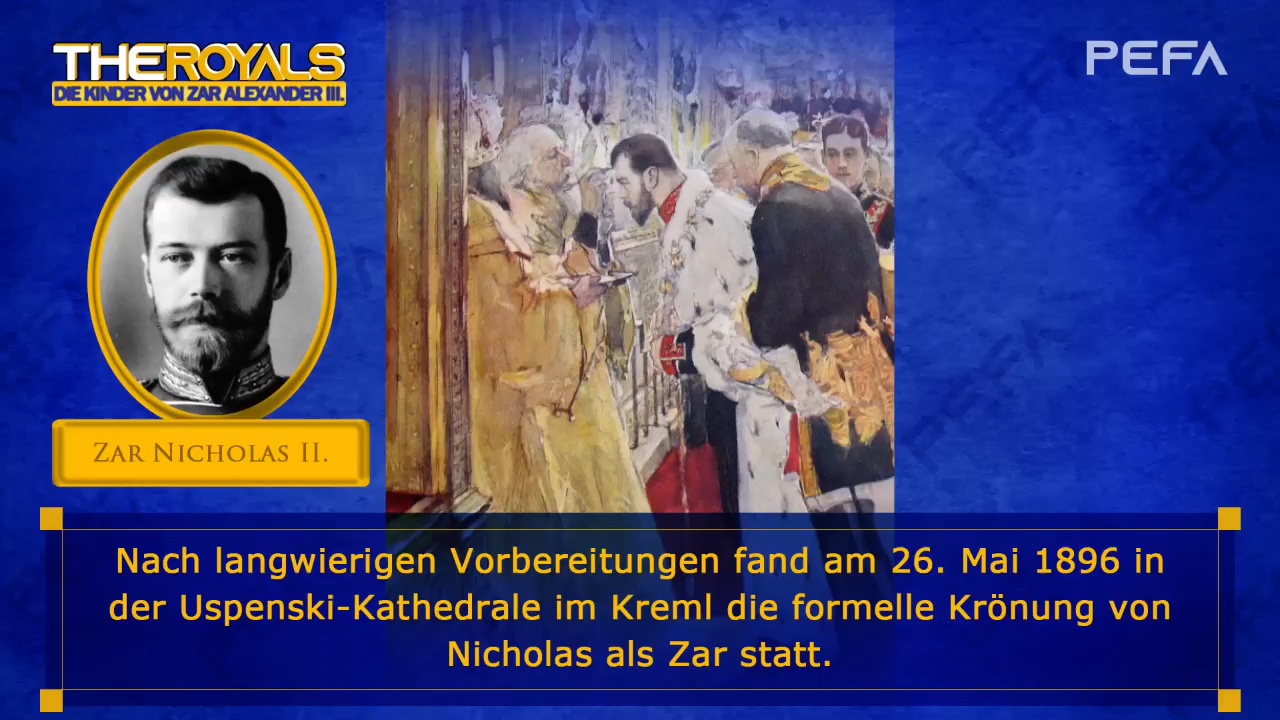 THEROYALS
DIE KINDER VON ZAR ALEXANDER III.
PEFA
Zar Nicholas II.
Nach langwierigen Vorbereitungen fand am 26. Mai 1896 in
der Uspenski-Kathedrale im Kreml die formelle Krönung von
Nicholas als Zar statt.